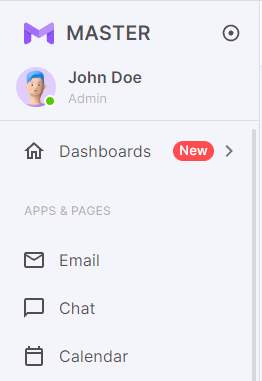 MASTER
John Doe
Admin
Dashboards New
APPS & PAGES
Email
Chat
Calendar